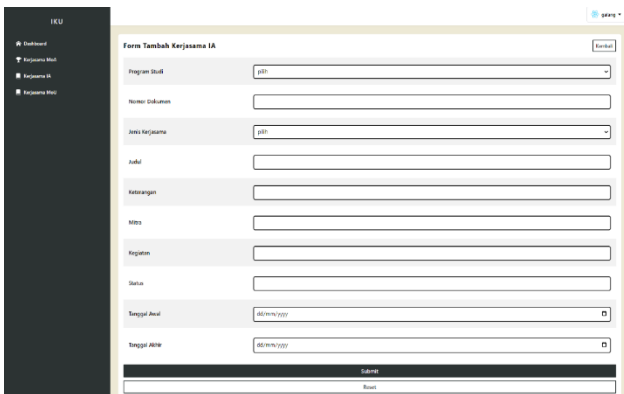 IKU
galang
Dashboard
Kerjasama MoA
Kerjasama IA
Kerjasama MoU
Form Tambah Kerjasama IA
Kembali
Program Studi
pilih
Nomor Dokumen
Jenis Kerjasama
pilih
Judul
Keterangan
Mitra
Kegiatan
Status
Tanggal Awal
dd/mm/yyyy
Tanggal Akhir
dd/mm/yyyy
Submit
Reset